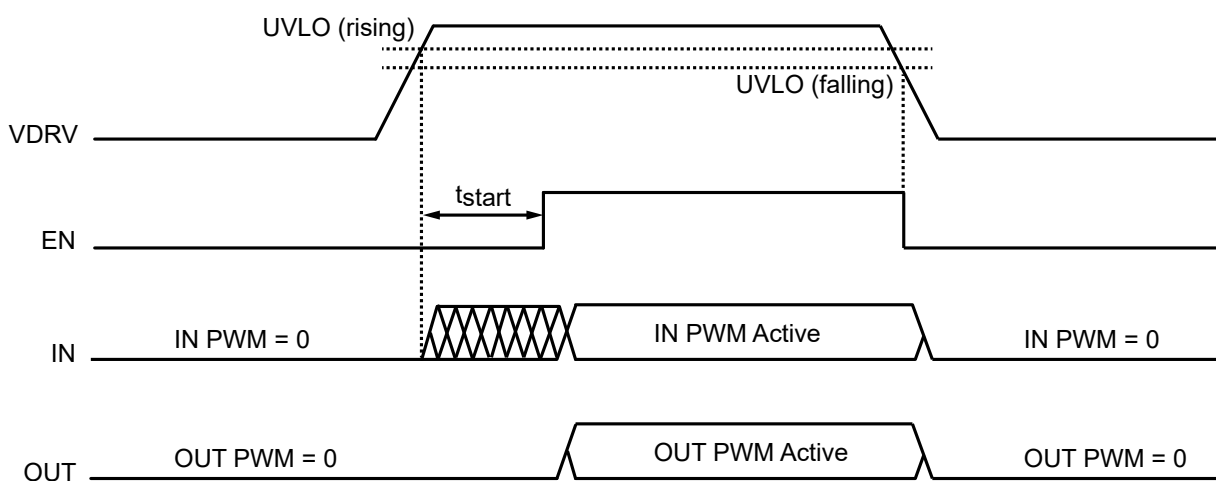 UVLO (rising)
UVLO (falling)
VDRV
tstart
EN
IN PWM = 0
IN PWM Active
IN PWM = 0
IN
OUT PWM = 0
OUT PWM Active
OUT PWM = 0
OUT